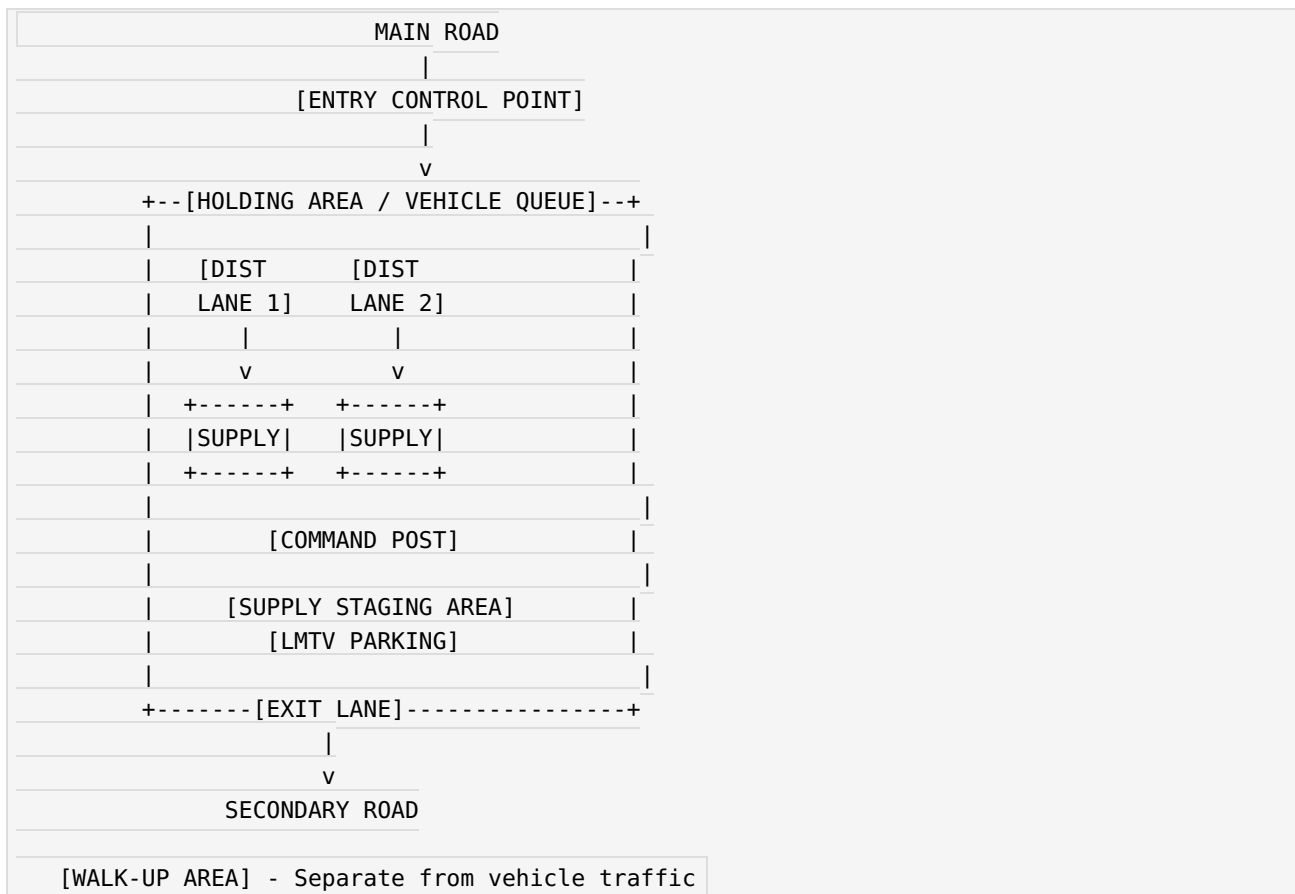 MAIN ROAD
                           |
                  [ENTRY CONTROL POINT]
                           |
                           v
         +--[HOLDING AREA / VEHICLE QUEUE]--+
         |                                   |
         |   [DIST      [DIST               |
         |   LANE 1]    LANE 2]             |
         |      |          |                |
         |      v          v                |
         |  +------+   +------+             |
         |  |SUPPLY|   |SUPPLY|             |
         |  +------+   +------+             |
         |                                   |
         |        [COMMAND POST]            |
         |                                   |
         |     [SUPPLY STAGING AREA]        |
         |        [LMTV PARKING]            |
         |                                   |
         +-------[EXIT LANE]----------------+
                    |
                    v
             SECONDARY ROAD
   [WALK-UP AREA] - Separate from vehicle traffic